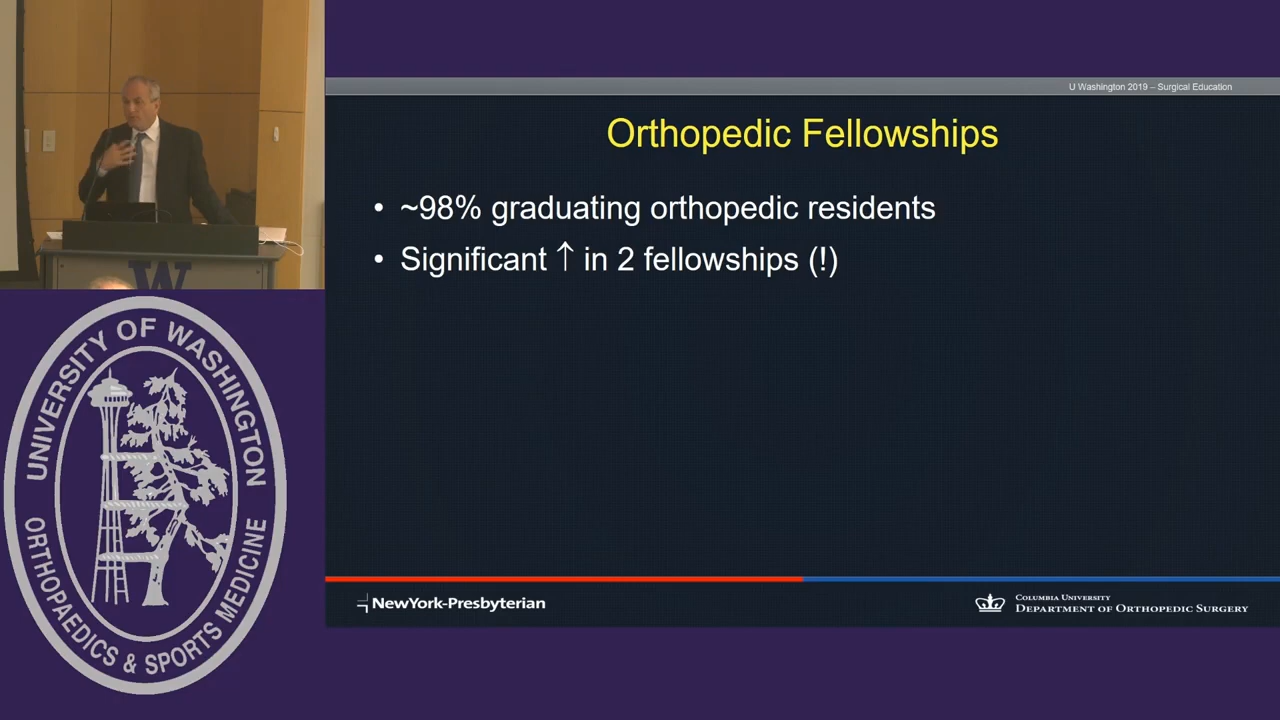 U Washington 2019 – Surgical Education
Orthopedic Fellowships
• ~98% graduating orthopedic residents
• Significant ↑ in 2 fellowships (!)
W
UNIVERSITY OF WASHINGTON
ORTHOPAEDICS & SPORTS MEDICINE
NewYork-Presbyterian
COLUMBIA UNIVERSITY
DEPARTMENT OF ORTHOPEDIC SURGERY